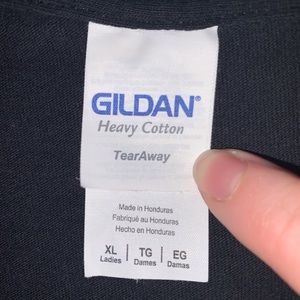 GILDAN®
Heavy Cotton
TearAway
Made in Honduras
Fabriqué au Honduras
Hecho en Honduras
XL TG EG
Ladies Dames Damas